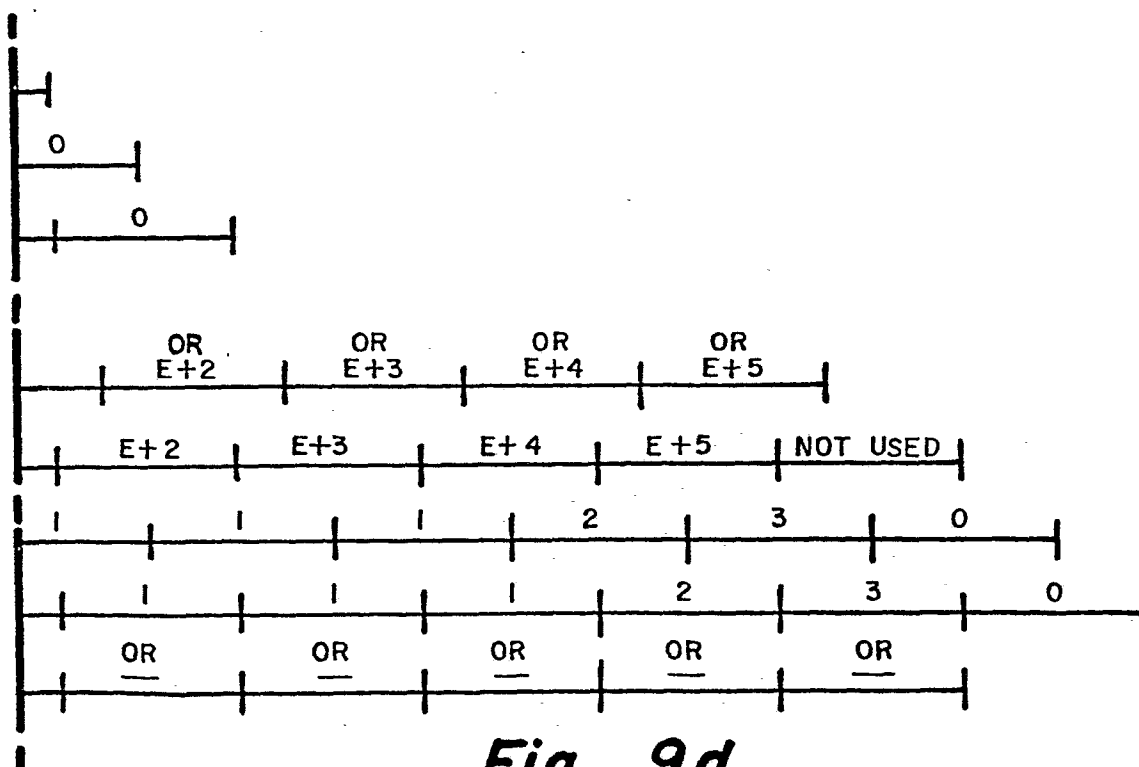 0
0
OR OR OR OR
E+2 E+3 E+4 E+5
E+2 E+3 E+4 E+5 NOT USED
1 1 1 2 3 0
1 1 1 2 3 0
OR OR OR OR OR
Fig. 9d